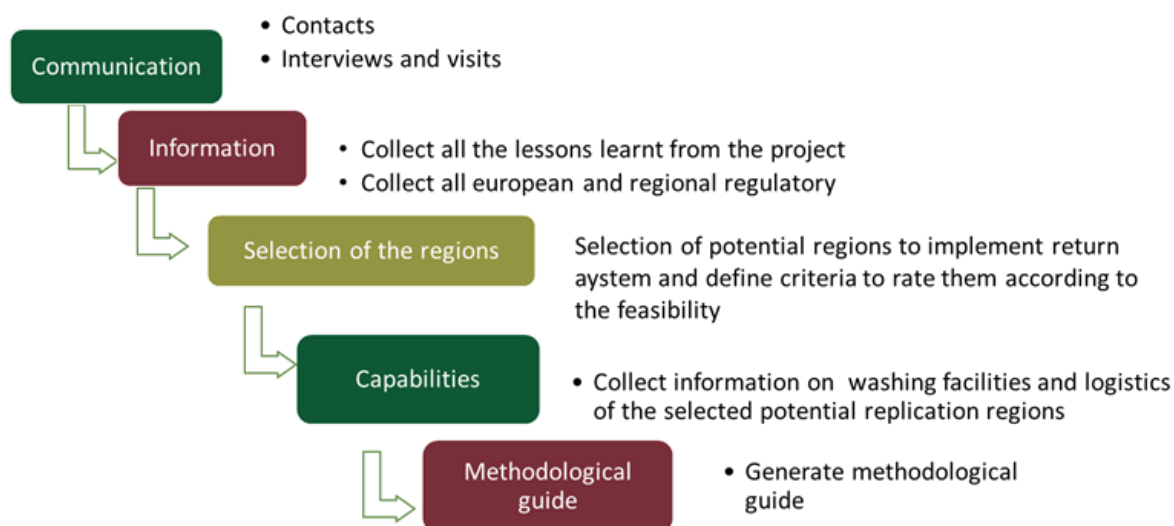 Communication
• Contacts
• Interviews and visits
Information
• Collect all the lessons learnt from the project
• Collect all european and regional regulatory
Selection of the regions
Selection of potential regions to implement return
aystem and define criteria to rate them according to
the feasibility
Capabilities
• Collect information on washing facilities and logistics
of the selected potential replication regions
Methodological
guide
• Generate methodological
guide